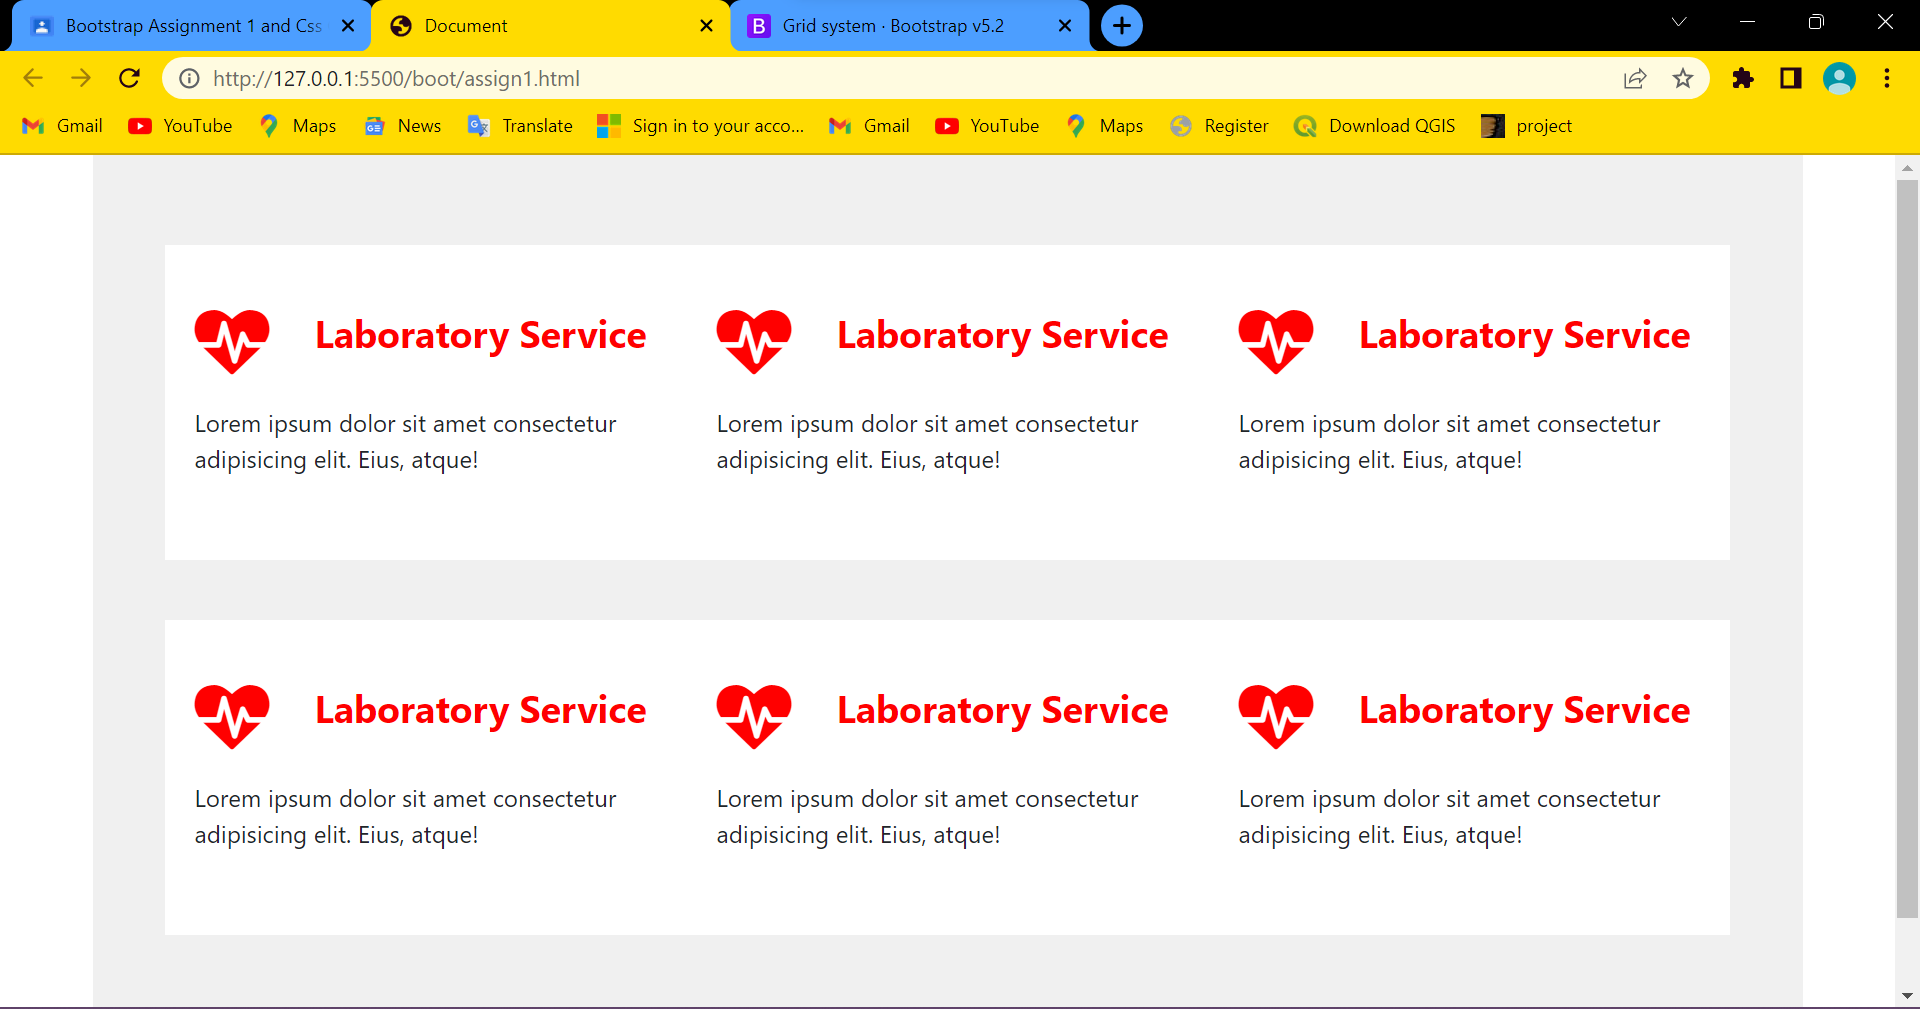 Bootstrap Assignment 1 and Css
Document
Grid system · Bootstrap v5.2
http://127.0.0.1:5500/boot/assign1.html
Gmail YouTube Maps News Translate Sign in to your acco... Gmail YouTube Maps Register Download QGIS project
Laboratory Service Laboratory Service Laboratory Service
Lorem ipsum dolor sit amet consectetur Lorem ipsum dolor sit amet consectetur Lorem ipsum dolor sit amet consectetur
adipisicing elit. Eius, atque! adipisicing elit. Eius, atque! adipisicing elit. Eius, atque!
Laboratory Service Laboratory Service Laboratory Service
Lorem ipsum dolor sit amet consectetur Lorem ipsum dolor sit amet consectetur Lorem ipsum dolor sit amet consectetur
adipisicing elit. Eius, atque! adipisicing elit. Eius, atque! adipisicing elit. Eius, atque!